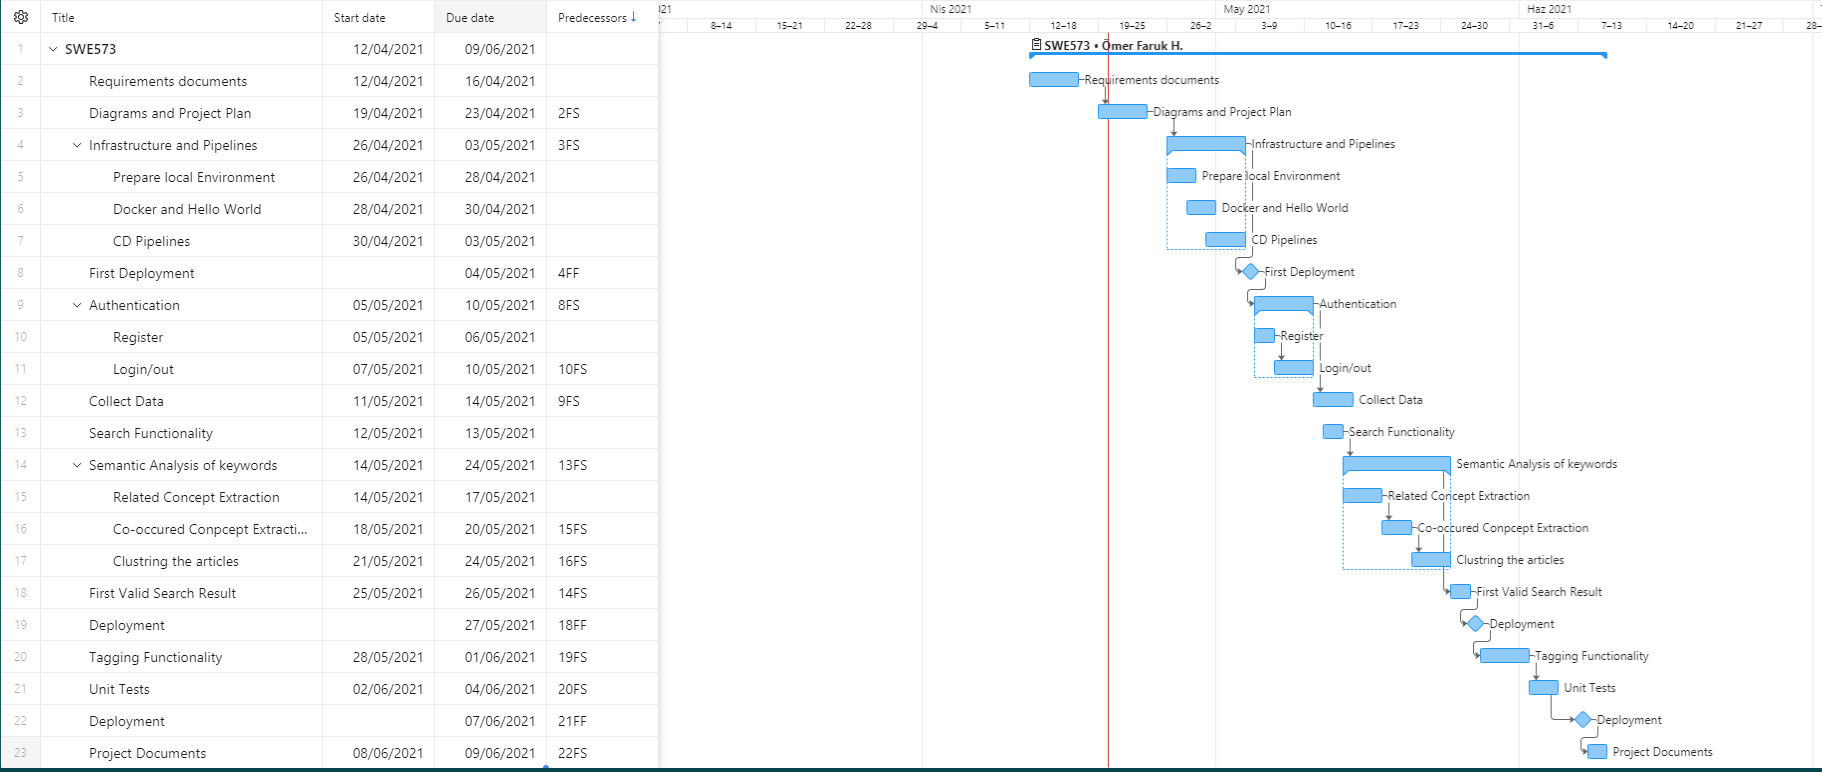 Title Start date Due date Predecessors↓
1 SWE573 12/04/2021 09/06/2021
2 Requirements documents 12/04/2021 16/04/2021
3 Diagrams and Project Plan 19/04/2021 23/04/2021 2FS
4 Infrastructure and Pipelines 26/04/2021 03/05/2021 3FS
5 Prepare local Environment 26/04/2021 28/04/2021
6 Docker and Hello World 28/04/2021 30/04/2021
7 CD Pipelines 30/04/2021 03/05/2021
8 First Deployment 04/05/2021 4FF
9 Authentication 05/05/2021 10/05/2021 8FS
10 Register 05/05/2021 06/05/2021
11 Login/out 07/05/2021 10/05/2021 10FS
12 Collect Data 11/05/2021 14/05/2021 9FS
13 Search Functionality 12/05/2021 13/05/2021
14 Semantic Analysis of keywords 14/05/2021 24/05/2021 13FS
15 Related Concept Extraction 14/05/2021 17/05/2021
16 Co-occured Conpcept Extracti... 18/05/2021 20/05/2021 15FS
17 Clustring the articles 21/05/2021 24/05/2021 16FS
18 First Valid Search Result 25/05/2021 26/05/2021 14FS
19 Deployment 27/05/2021 18FF
20 Tagging Functionality 28/05/2021 01/06/2021 19FS
21 Unit Tests 02/06/2021 04/06/2021 20FS
22 Deployment 07/06/2021 21FF
23 Project Documents 08/06/2021 09/06/2021 22FS
Nis 2021 May 2021 Haz 2021
8–14 15–21 22–28 29–4 5–11 12–18 19–25 26–2 3–9 10–16 17–23 24–30 31–6 7–13 14–20 21–27 28–
SWE573 • Ömer Faruk H.
Requirements documents
Diagrams and Project Plan
Infrastructure and Pipelines
Prepare local Environment
Docker and Hello World
CD Pipelines
First Deployment
Authentication
Register
Login/out
Collect Data
Search Functionality
Semantic Analysis of keywords
Related Concept Extraction
Co-occured Conpcept Extraction
Clustring the articles
First Valid Search Result
Deployment
Tagging Functionality
Unit Tests
Deployment
Project Documents